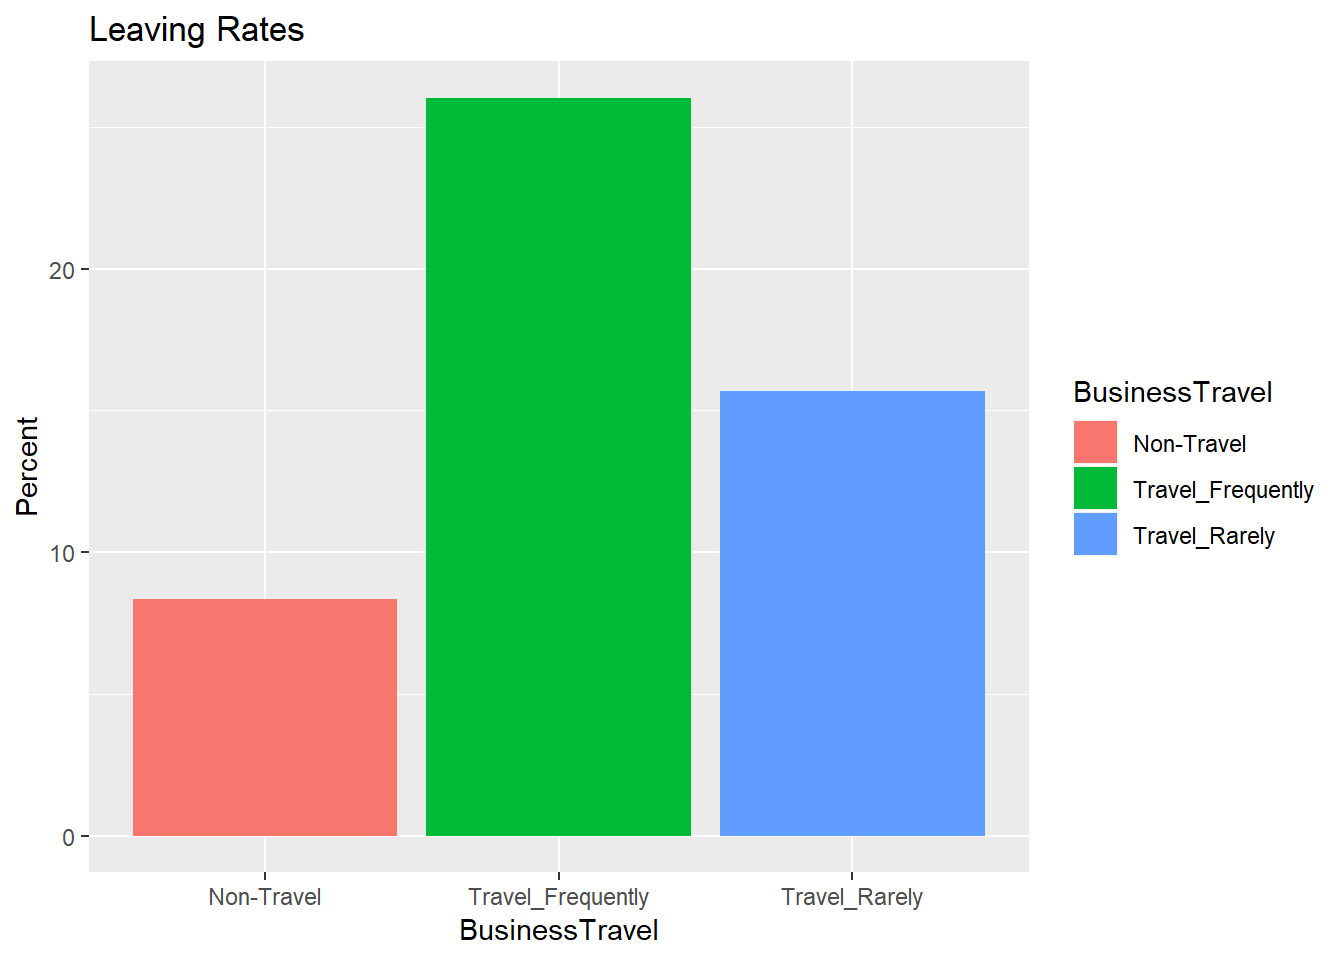 Leaving Rates
Percent
20
10
0
Non-Travel
Travel_Frequently
Travel_Rarely
BusinessTravel
BusinessTravel
Non-Travel
Travel_Frequently
Travel_Rarely